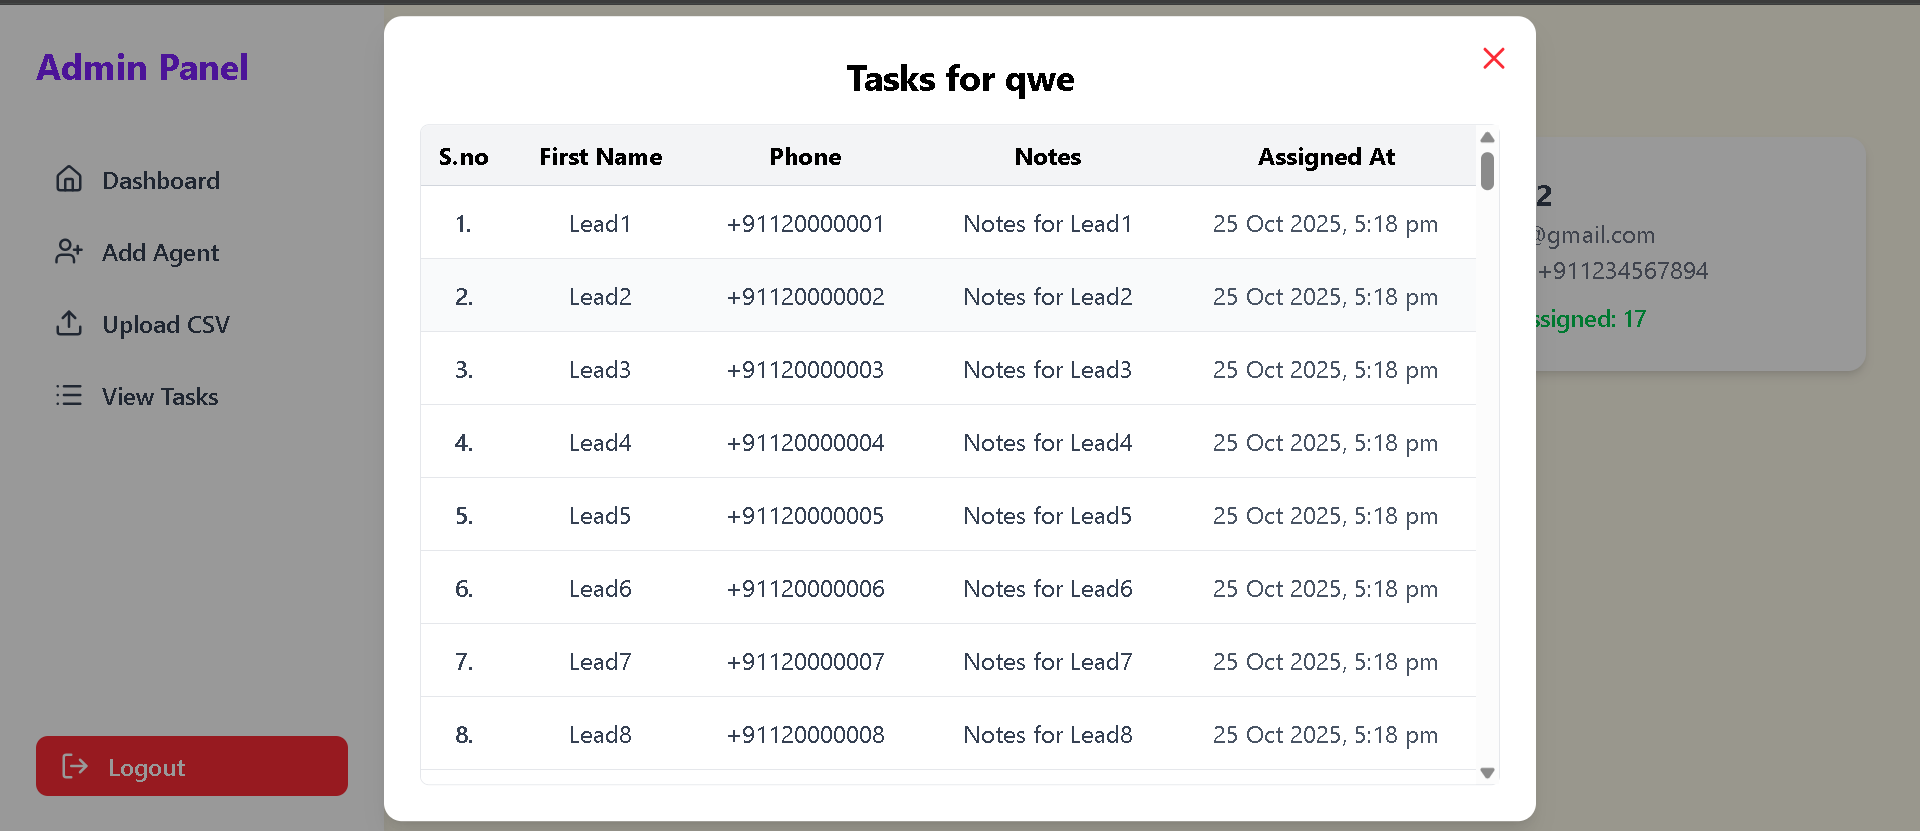 Admin Panel
Dashboard
Add Agent
Upload CSV
View Tasks
Logout
Tasks for qwe
S.no First Name Phone Notes Assigned At
1. Lead1 +91120000001 Notes for Lead1 25 Oct 2025, 5:18 pm
2. Lead2 +91120000002 Notes for Lead2 25 Oct 2025, 5:18 pm
3. Lead3 +91120000003 Notes for Lead3 25 Oct 2025, 5:18 pm
4. Lead4 +91120000004 Notes for Lead4 25 Oct 2025, 5:18 pm
5. Lead5 +91120000005 Notes for Lead5 25 Oct 2025, 5:18 pm
6. Lead6 +91120000006 Notes for Lead6 25 Oct 2025, 5:18 pm
7. Lead7 +91120000007 Notes for Lead7 25 Oct 2025, 5:18 pm
8. Lead8 +91120000008 Notes for Lead8 25 Oct 2025, 5:18 pm
2
@gmail.com
+911234567894
ssigned: 17